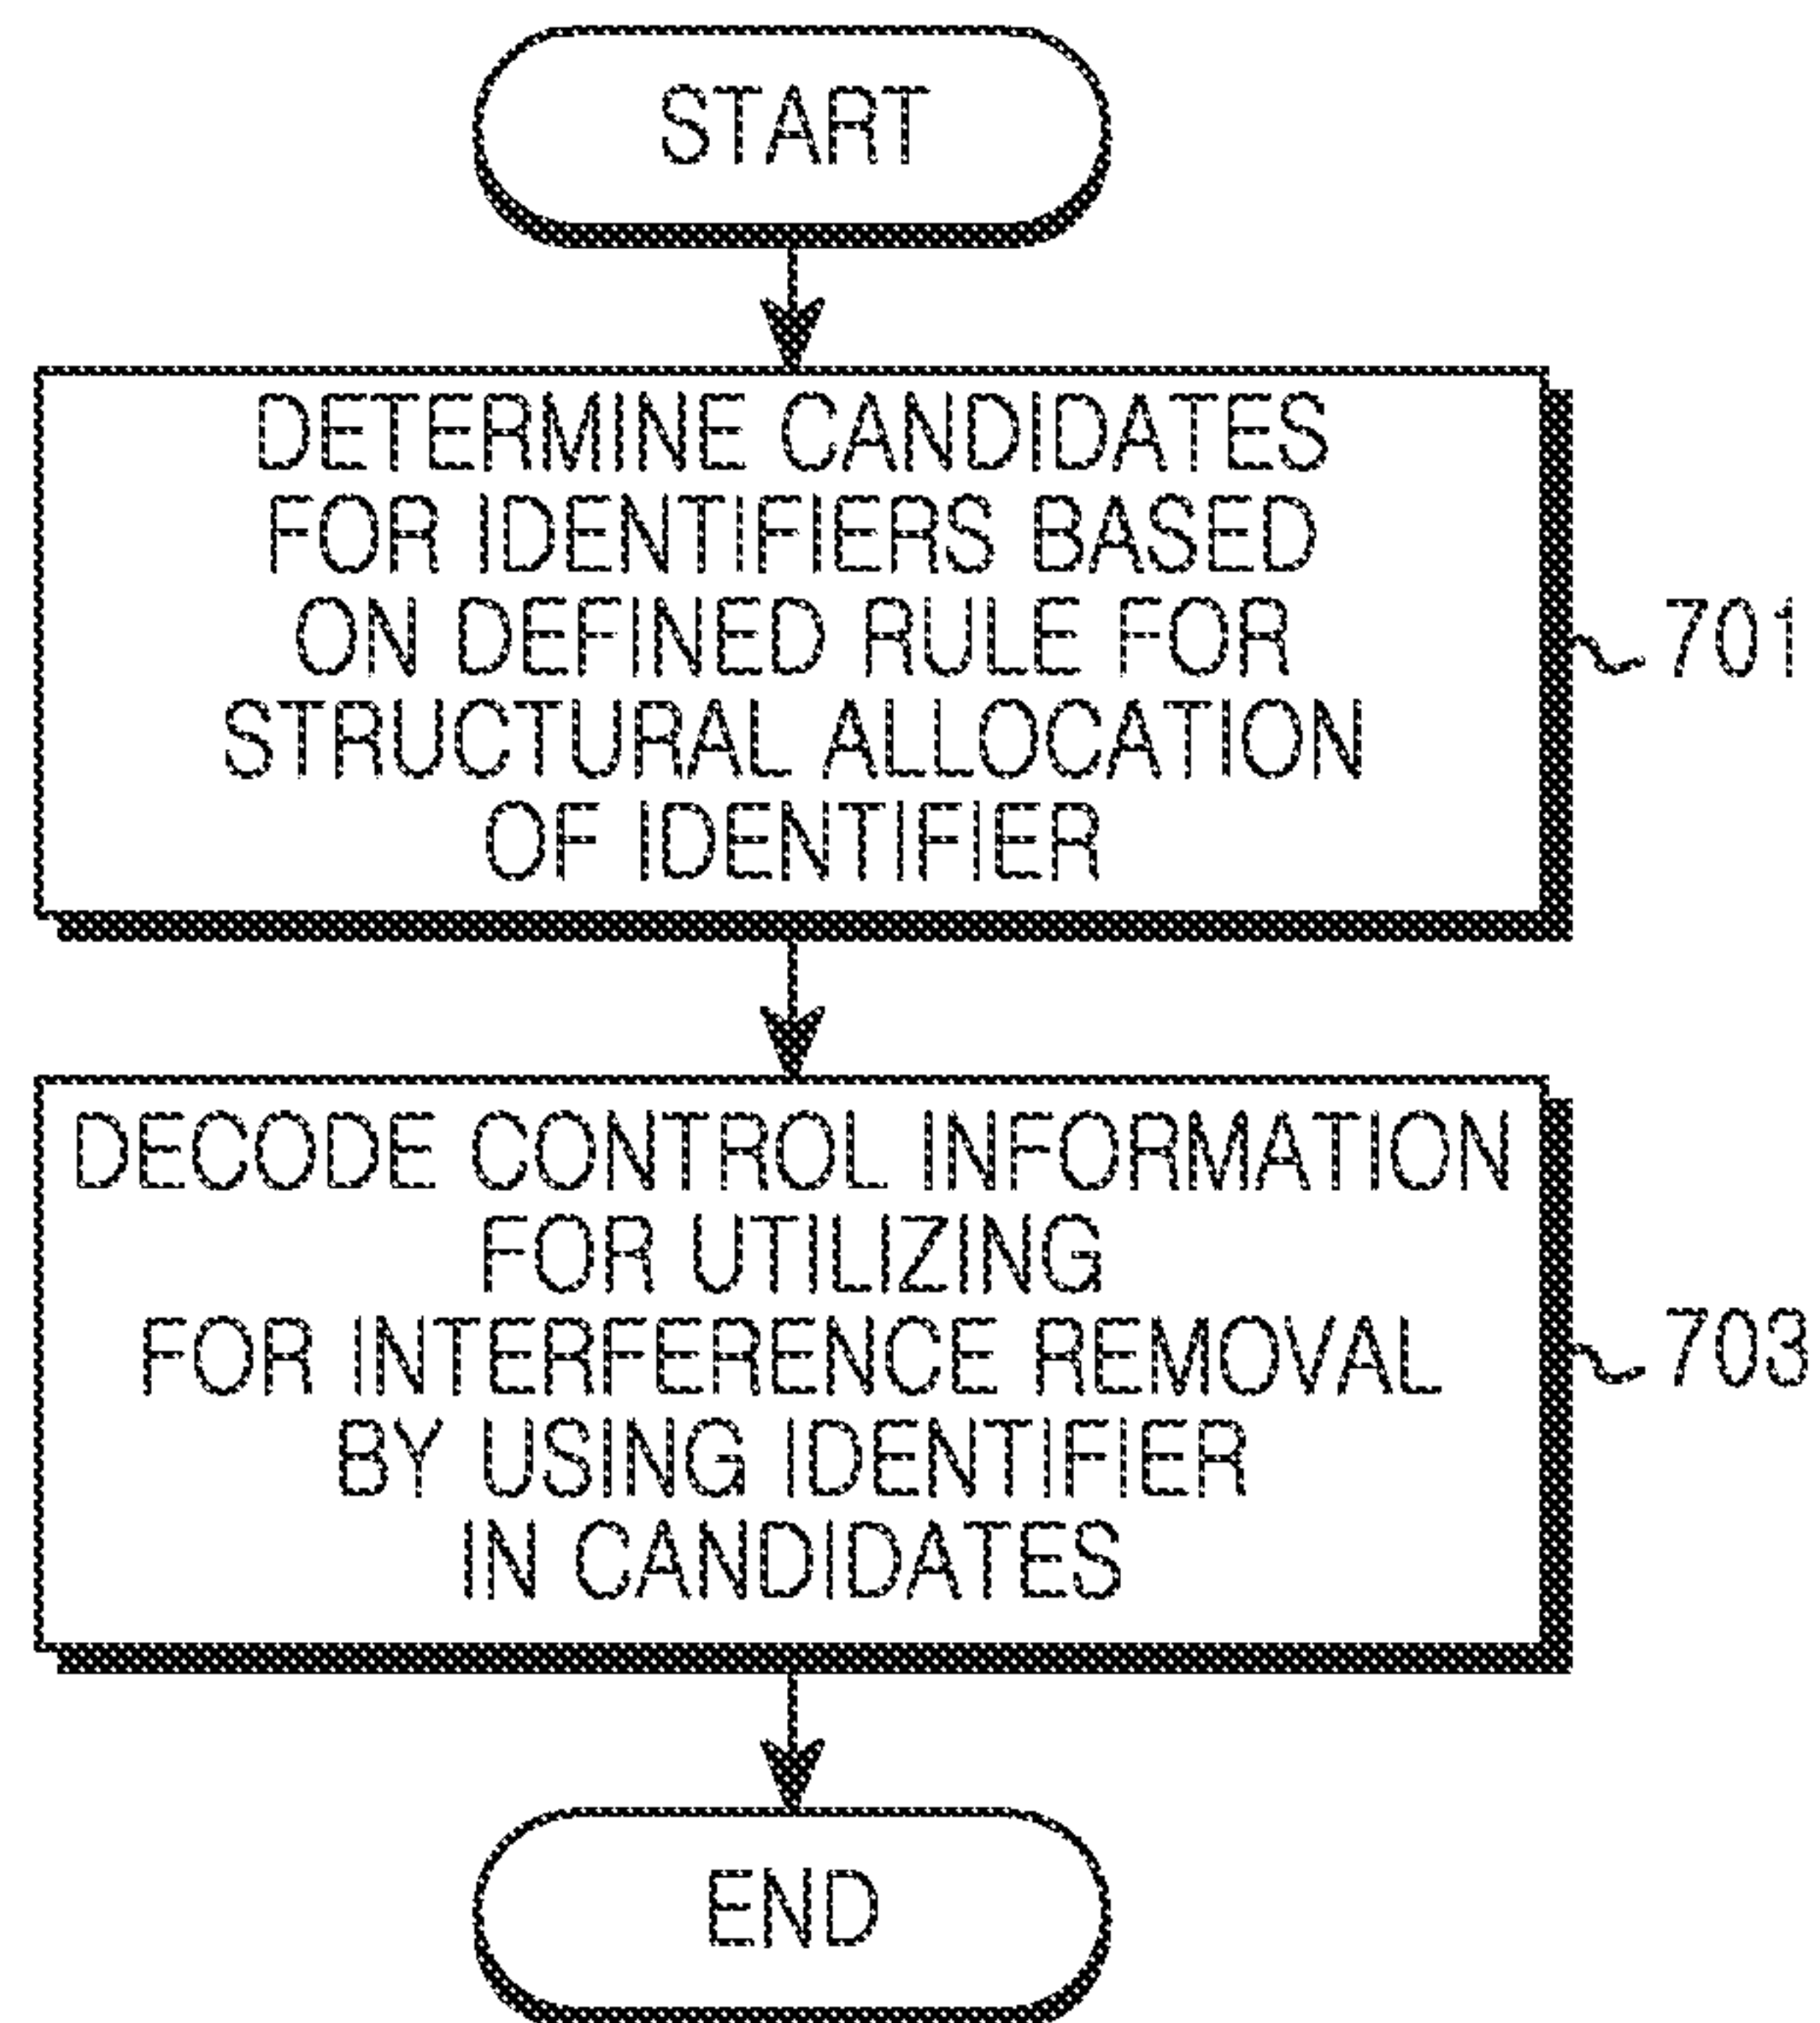 START
DETERMINE CANDIDATES
FOR IDENTIFIERS BASED
ON DEFINED RULE FOR
STRUCTURAL ALLOCATION
OF IDENTIFIER
701
DECODE CONTROL INFORMATION
FOR UTILIZING
FOR INTERFERENCE REMOVAL
BY USING IDENTIFIER
IN CANDIDATES
703
END